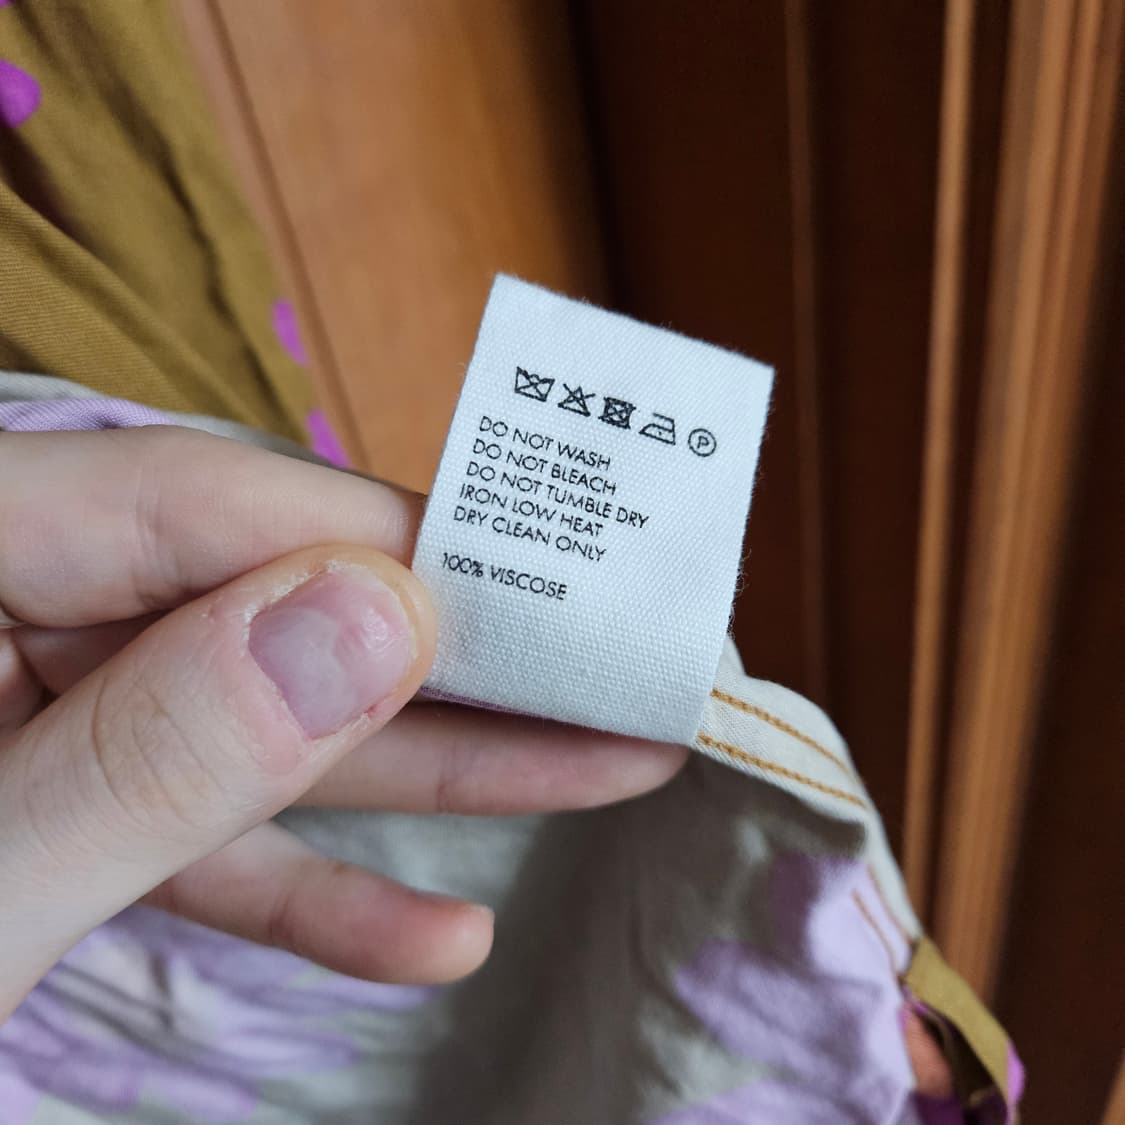 P
DO NOT WASH
DO NOT BLEACH
DO NOT TUMBLE DRY
IRON LOW HEAT
DRY CLEAN ONLY
100% VISCOSE